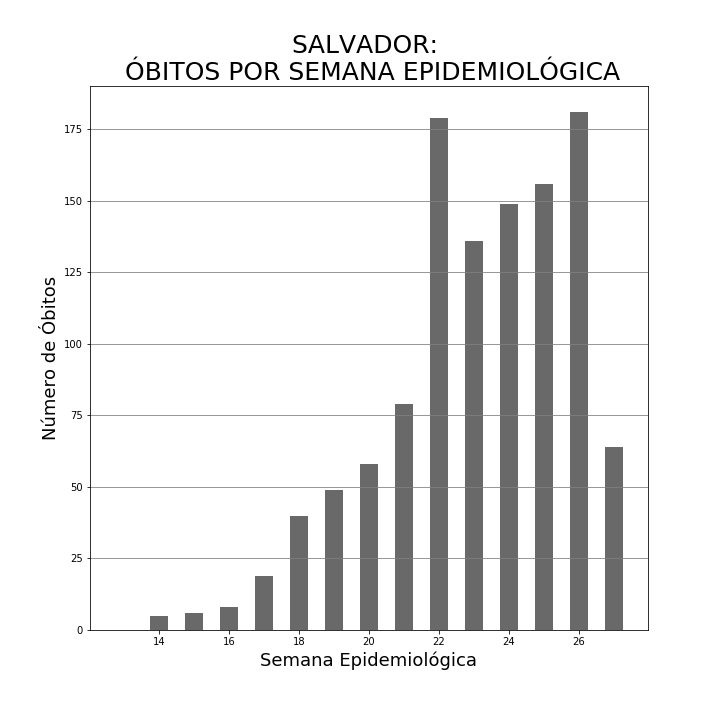 SALVADOR:
ÓBITOS POR SEMANA EPIDEMIOLÓGICA
175
150
125
100
75
50
25
0
Número de Óbitos
14 16 18 20 22 24 26
Semana Epidemiológica